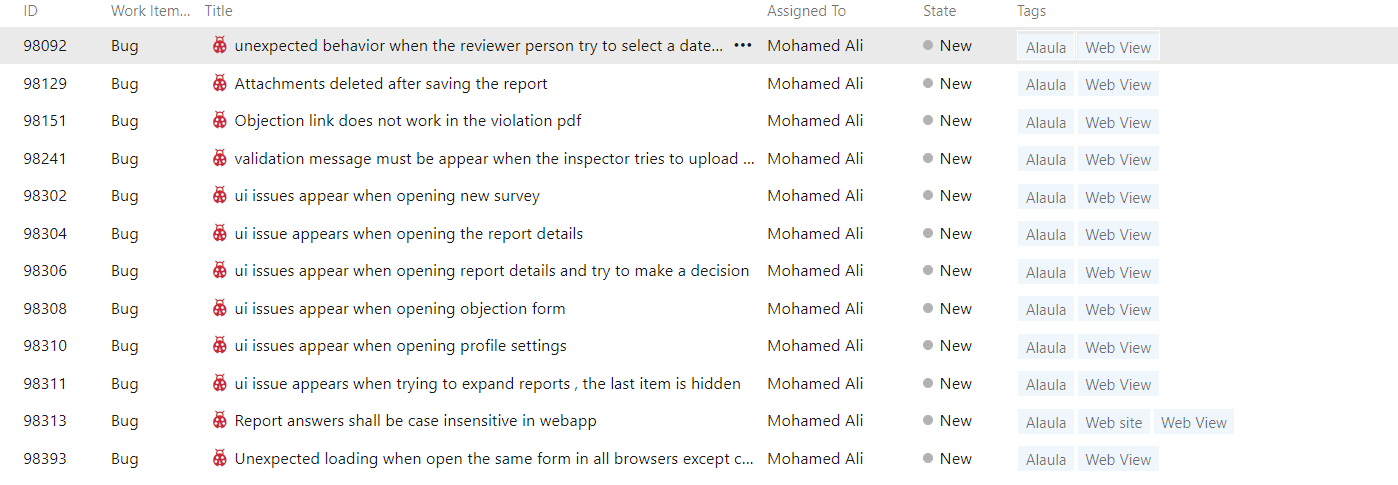 ID Work Item... Title Assigned To State Tags
98092 Bug unexpected behavior when the reviewer person try to select a date... ••• Mohamed Ali New Alaula Web View
98129 Bug Attachments deleted after saving the report Mohamed Ali New Alaula Web View
98151 Bug Objection link does not work in the violation pdf Mohamed Ali New Alaula Web View
98241 Bug validation message must be appear when the inspector tries to upload ... Mohamed Ali New Alaula Web View
98302 Bug ui issues appear when opening new survey Mohamed Ali New Alaula Web View
98304 Bug ui issue appears when opening the report details Mohamed Ali New Alaula Web View
98306 Bug ui issues appear when opening report details and try to make a decision Mohamed Ali New Alaula Web View
98308 Bug ui issues appear when opening objection form Mohamed Ali New Alaula Web View
98310 Bug ui issues appear when opening profile settings Mohamed Ali New Alaula Web View
98311 Bug ui issue appears when trying to expand reports , the last item is hidden Mohamed Ali New Alaula Web View
98313 Bug Report answers shall be case insensitive in webapp Mohamed Ali New Alaula Web site Web View
98393 Bug Unexpected loading when open the same form in all browsers except c... Mohamed Ali New Alaula Web View